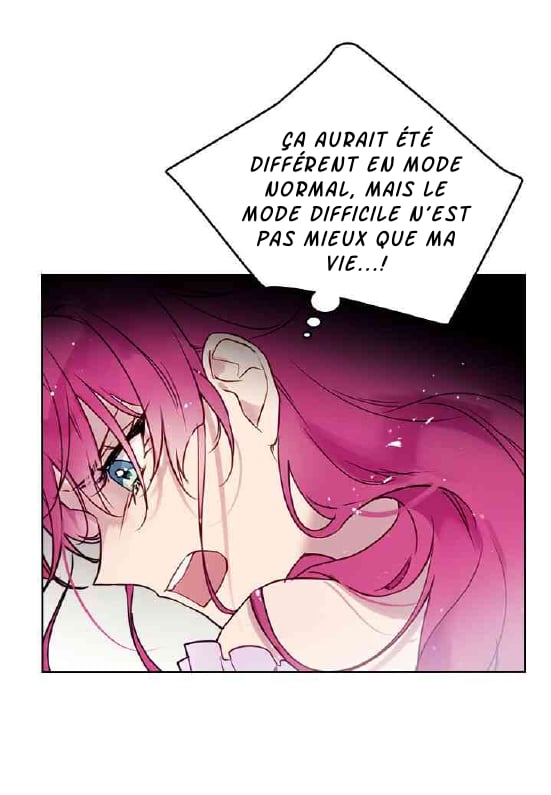 ÇA AURAIT ÉTÉ
DIFFÉRENT EN MODE
NORMAL, MAIS LE
MODE DIFFICILE N'EST
PAS MIEUX QUE MA
VIE...!